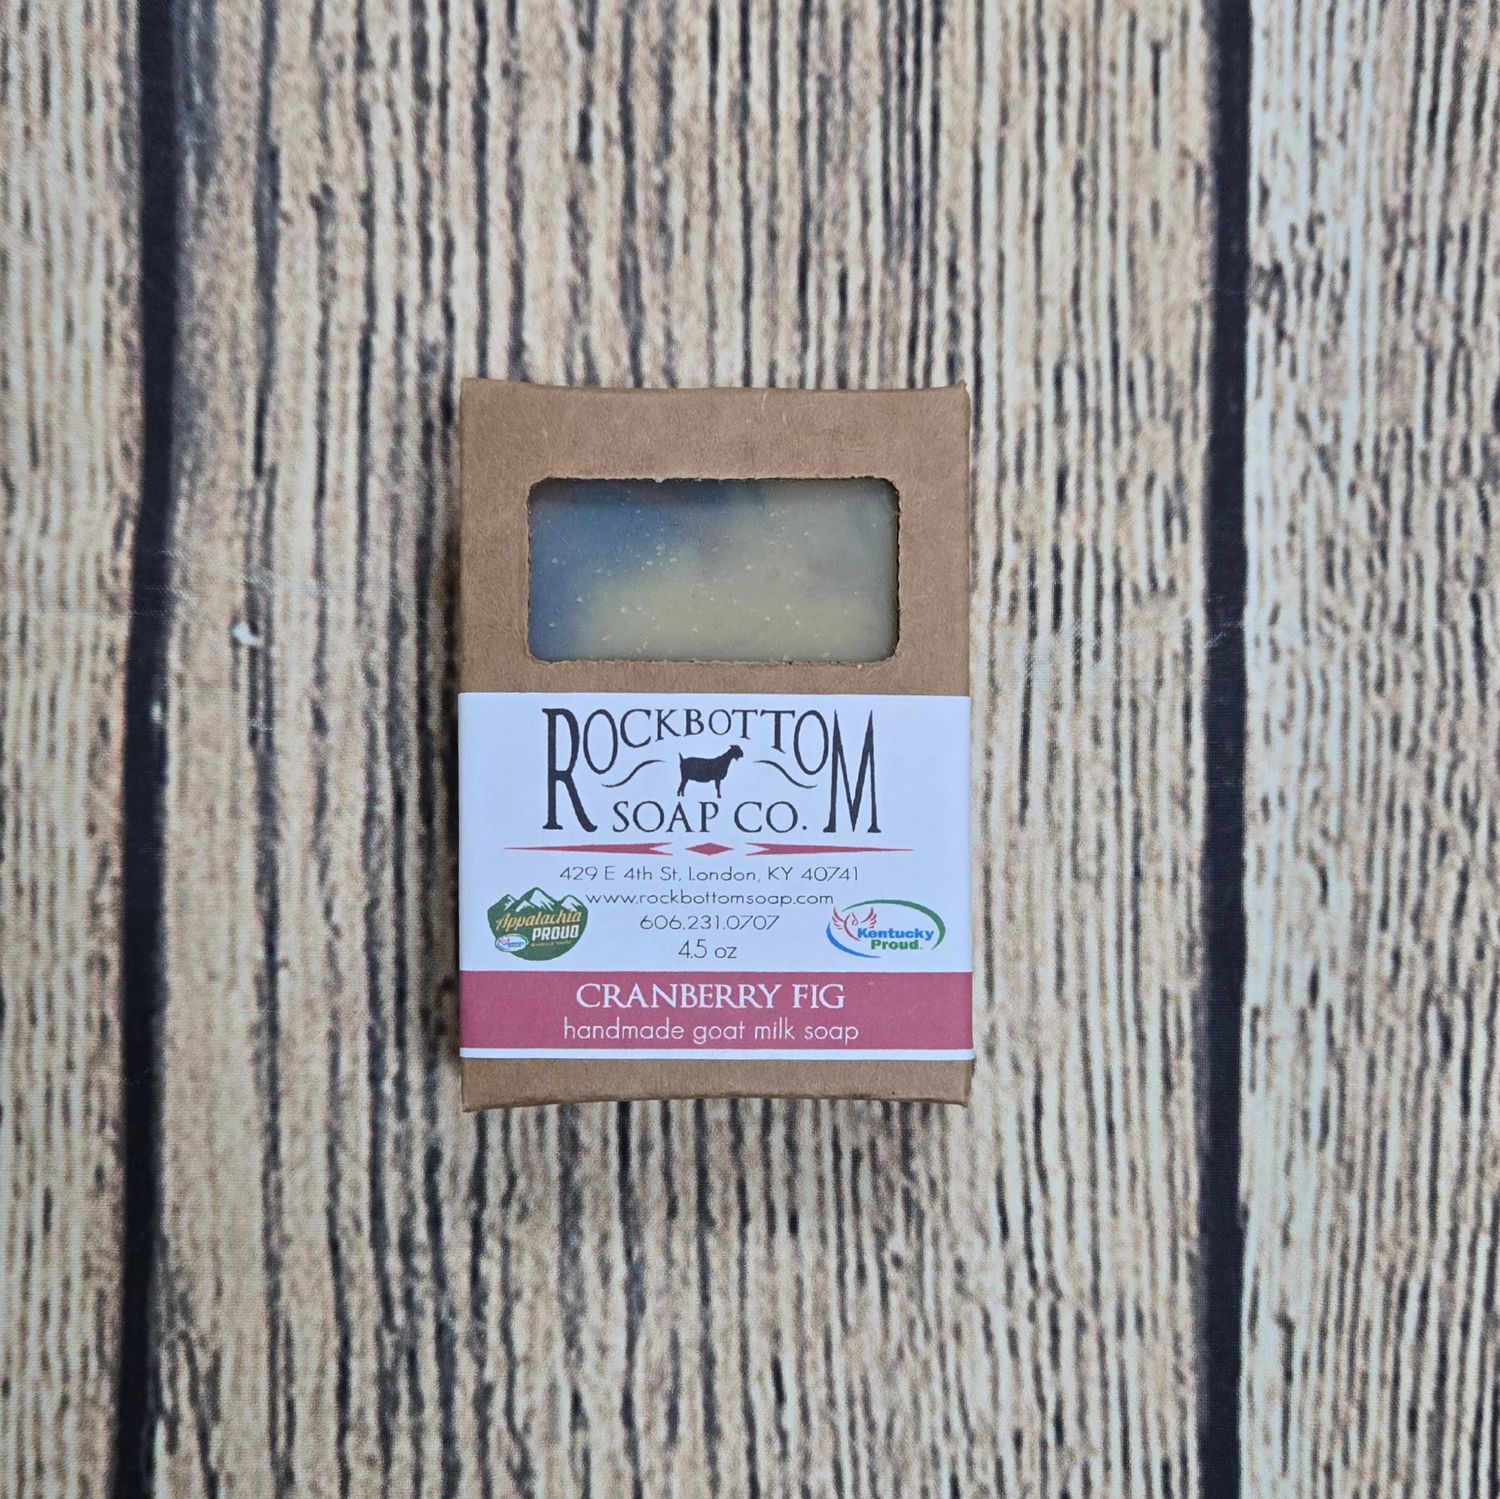 ROCKBOTTOM
SOAP CO.
429 E 4th St, London, KY 40741
www.rockbottomsoap.com
606.231.0707
4.5 oz
Appalachia
PROUD
Kentucky
Proud
CRANBERRY FIG
handmade goat milk soap